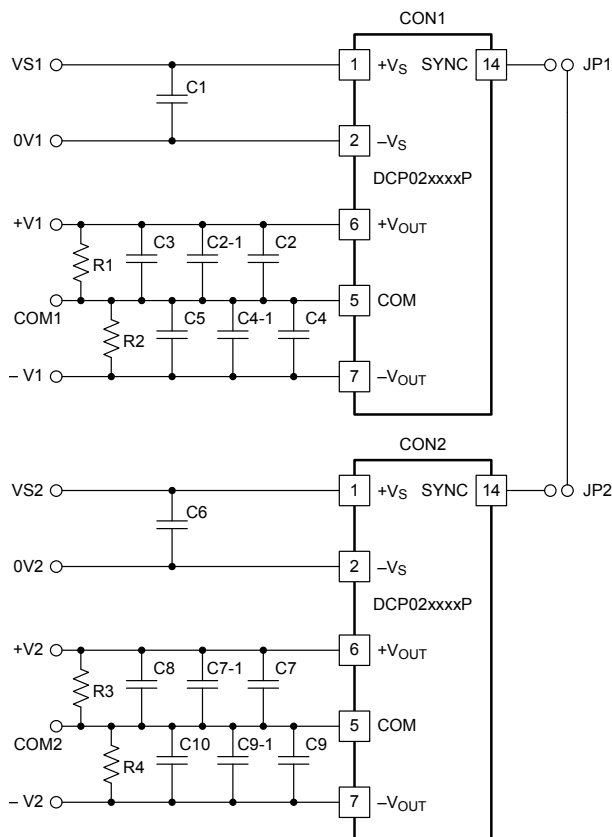 CON1
VS1
1
+VS
SYNC
14
JP1
C1
0V1
2
–VS
DCP02xxxxP
+V1
6
+VOUT
R1
C3
C2-1
C2
COM1
5
COM
R2
C5
C4-1
C4
– V1
7
–VOUT
CON2
VS2
1
+VS
SYNC
14
JP2
C6
0V2
2
–VS
DCP02xxxxP
+V2
6
+VOUT
R3
C8
C7-1
C7
COM2
5
COM
R4
C10
C9-1
C9
– V2
7
–VOUT